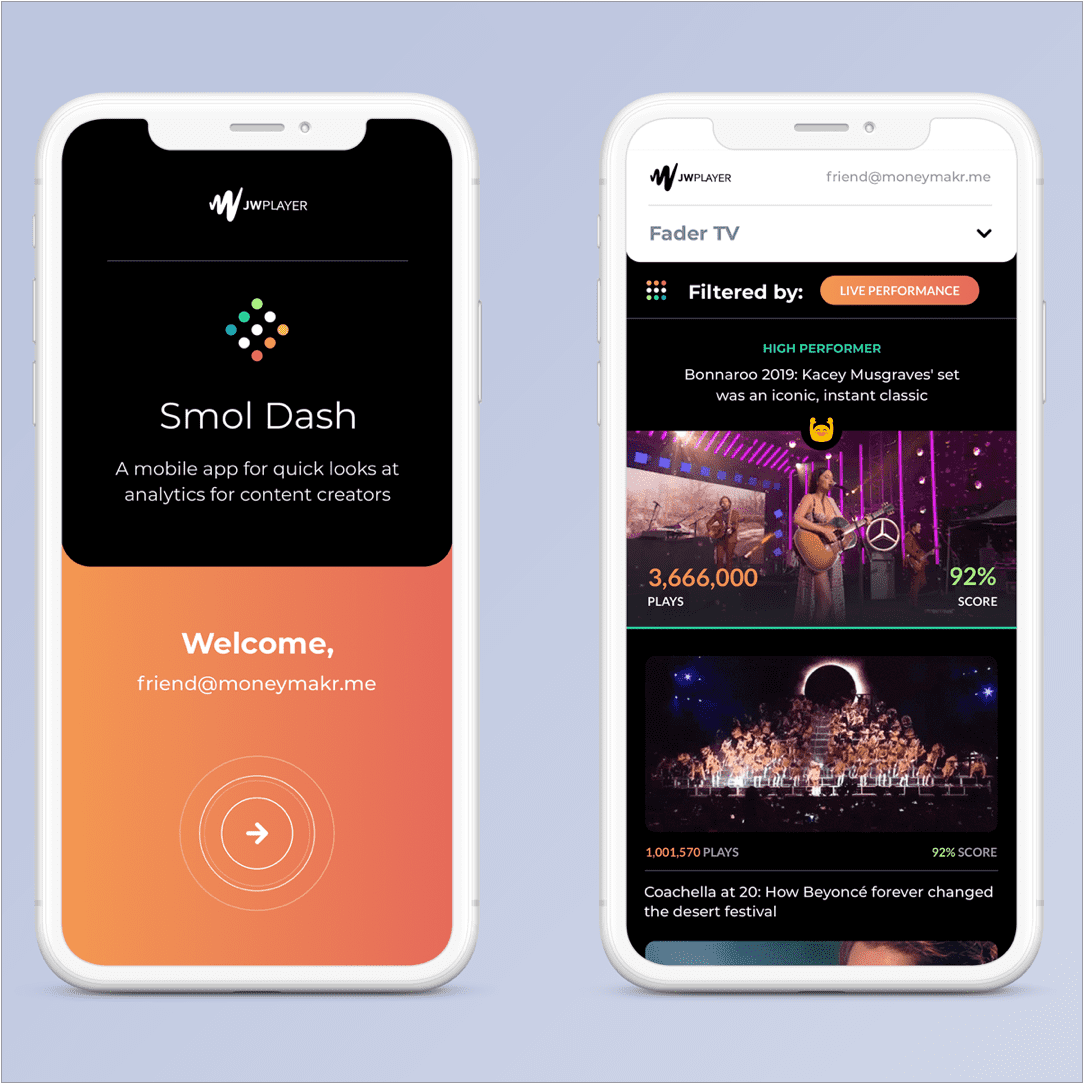 JWPLAYER
Smol Dash
A mobile app for quick looks at
analytics for content creators
Welcome,
friend@moneymakr.me
JWPLAYER
friend@moneymakr.me
Fader TV
Filtered by:
LIVE PERFORMANCE
HIGH PERFORMER
Bonnaroo 2019: Kacey Musgraves' set
was an iconic, instant classic
3,666,000
PLAYS
92%
SCORE
1,001,570 PLAYS
92% SCORE
Coachella at 20: How Beyoncé forever changed
the desert festival